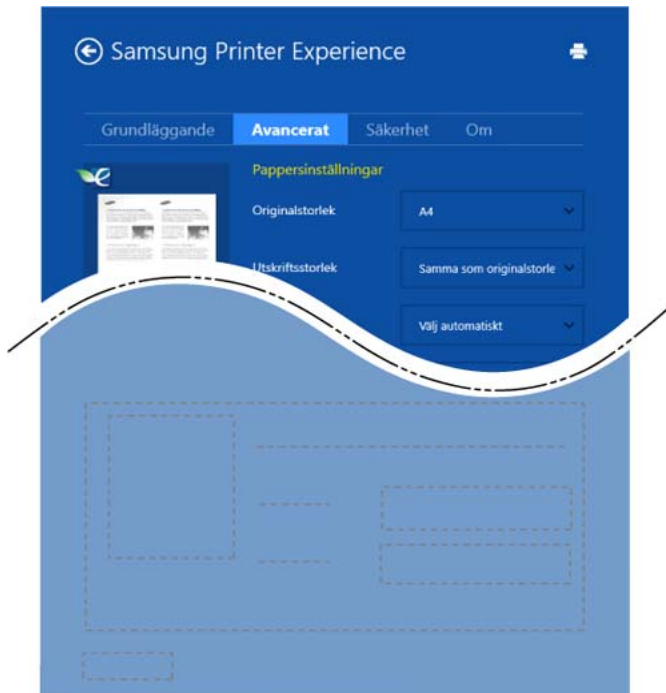 Samsung Printer Experience
Grundläggande Avancerat Säkerhet Om
Pappersinställningar
Originalstorlek A4
Utskriftsstorlek Samma som originalstorle
Välj automatiskt